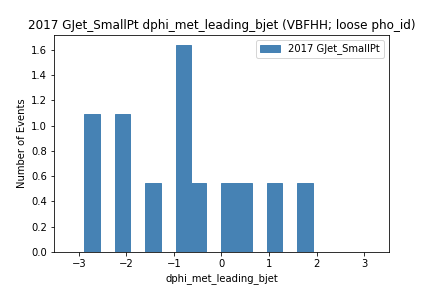 2017 GJet_SmallPt dphi_met_leading_bjet (VBFHH; loose pho_id)
2017 GJet_SmallPt
Number of Events
1.6
1.4
1.2
1.0
0.8
0.6
0.4
0.2
0.0
−3 −2 −1 0 1 2 3
dphi_met_leading_bjet